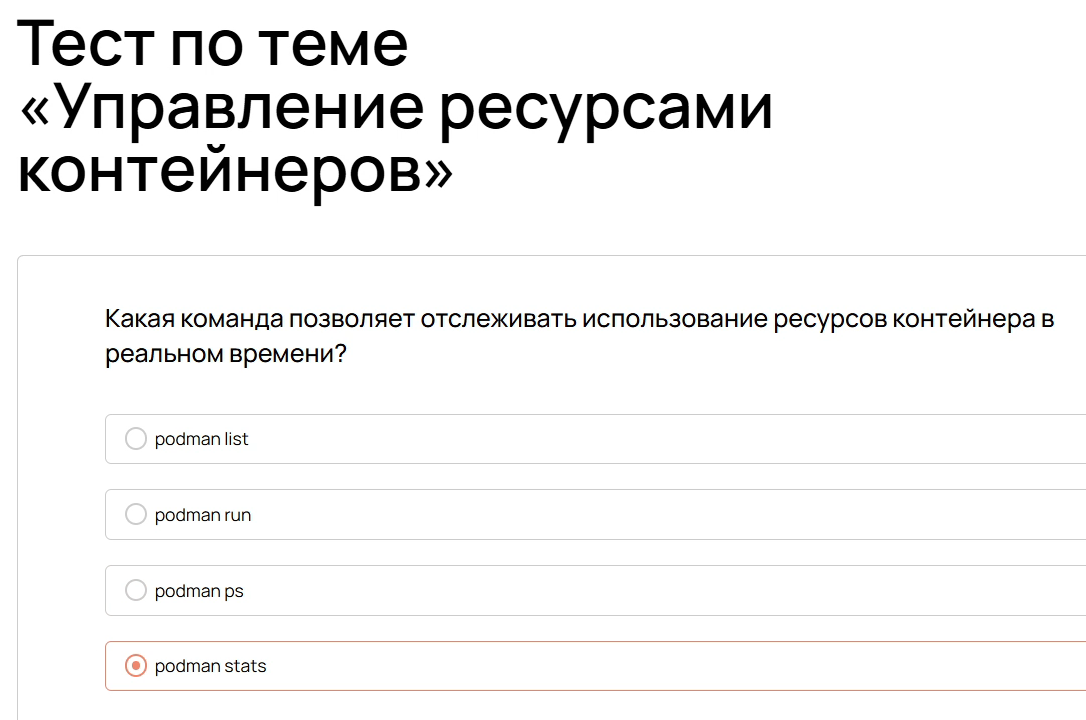 Тест по теме
«Управление ресурсами
контейнеров»
Какая команда позволяет отслеживать использование ресурсов контейнера в
реальном времени?
podman list
podman run
podman ps
podman stats